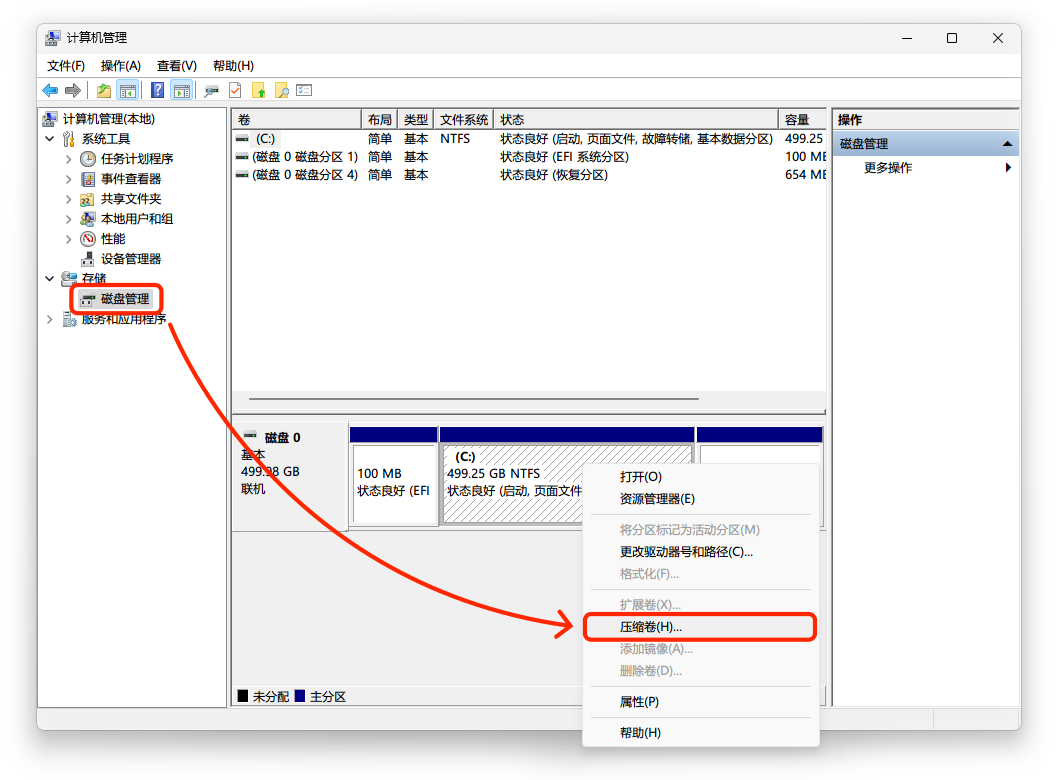 计算机管理
文件(F) 操作(A) 查看(V) 帮助(H)
计算机管理(本地)
系统工具
任务计划程序
事件查看器
共享文件夹
本地用户和组
性能
设备管理器
存储
磁盘管理
服务和应用程序
卷 布局 类型 文件系统 状态 容量
(C:) 简单 基本 NTFS 状态良好 (启动, 页面文件, 故障转储, 基本数据分区) 499.25
(磁盘 0 磁盘分区 1) 简单 基本 状态良好 (EFI 系统分区) 100 ME
(磁盘 0 磁盘分区 4) 简单 基本 状态良好 (恢复分区) 654 ME
操作
磁盘管理
更多操作
磁盘 0
基本
499.98 GB
联机
100 MB
状态良好 (EFI
(C:)
499.25 GB NTFS
状态良好 (启动, 页面文件
打开(O)
资源管理器(E)
将分区标记为活动分区(M)
更改驱动器号和路径(C)...
格式化(F)...
扩展卷(X)...
压缩卷(H)...
添加镜像(A)...
删除卷(D)...
属性(P)
帮助(H)
未分配 主分区